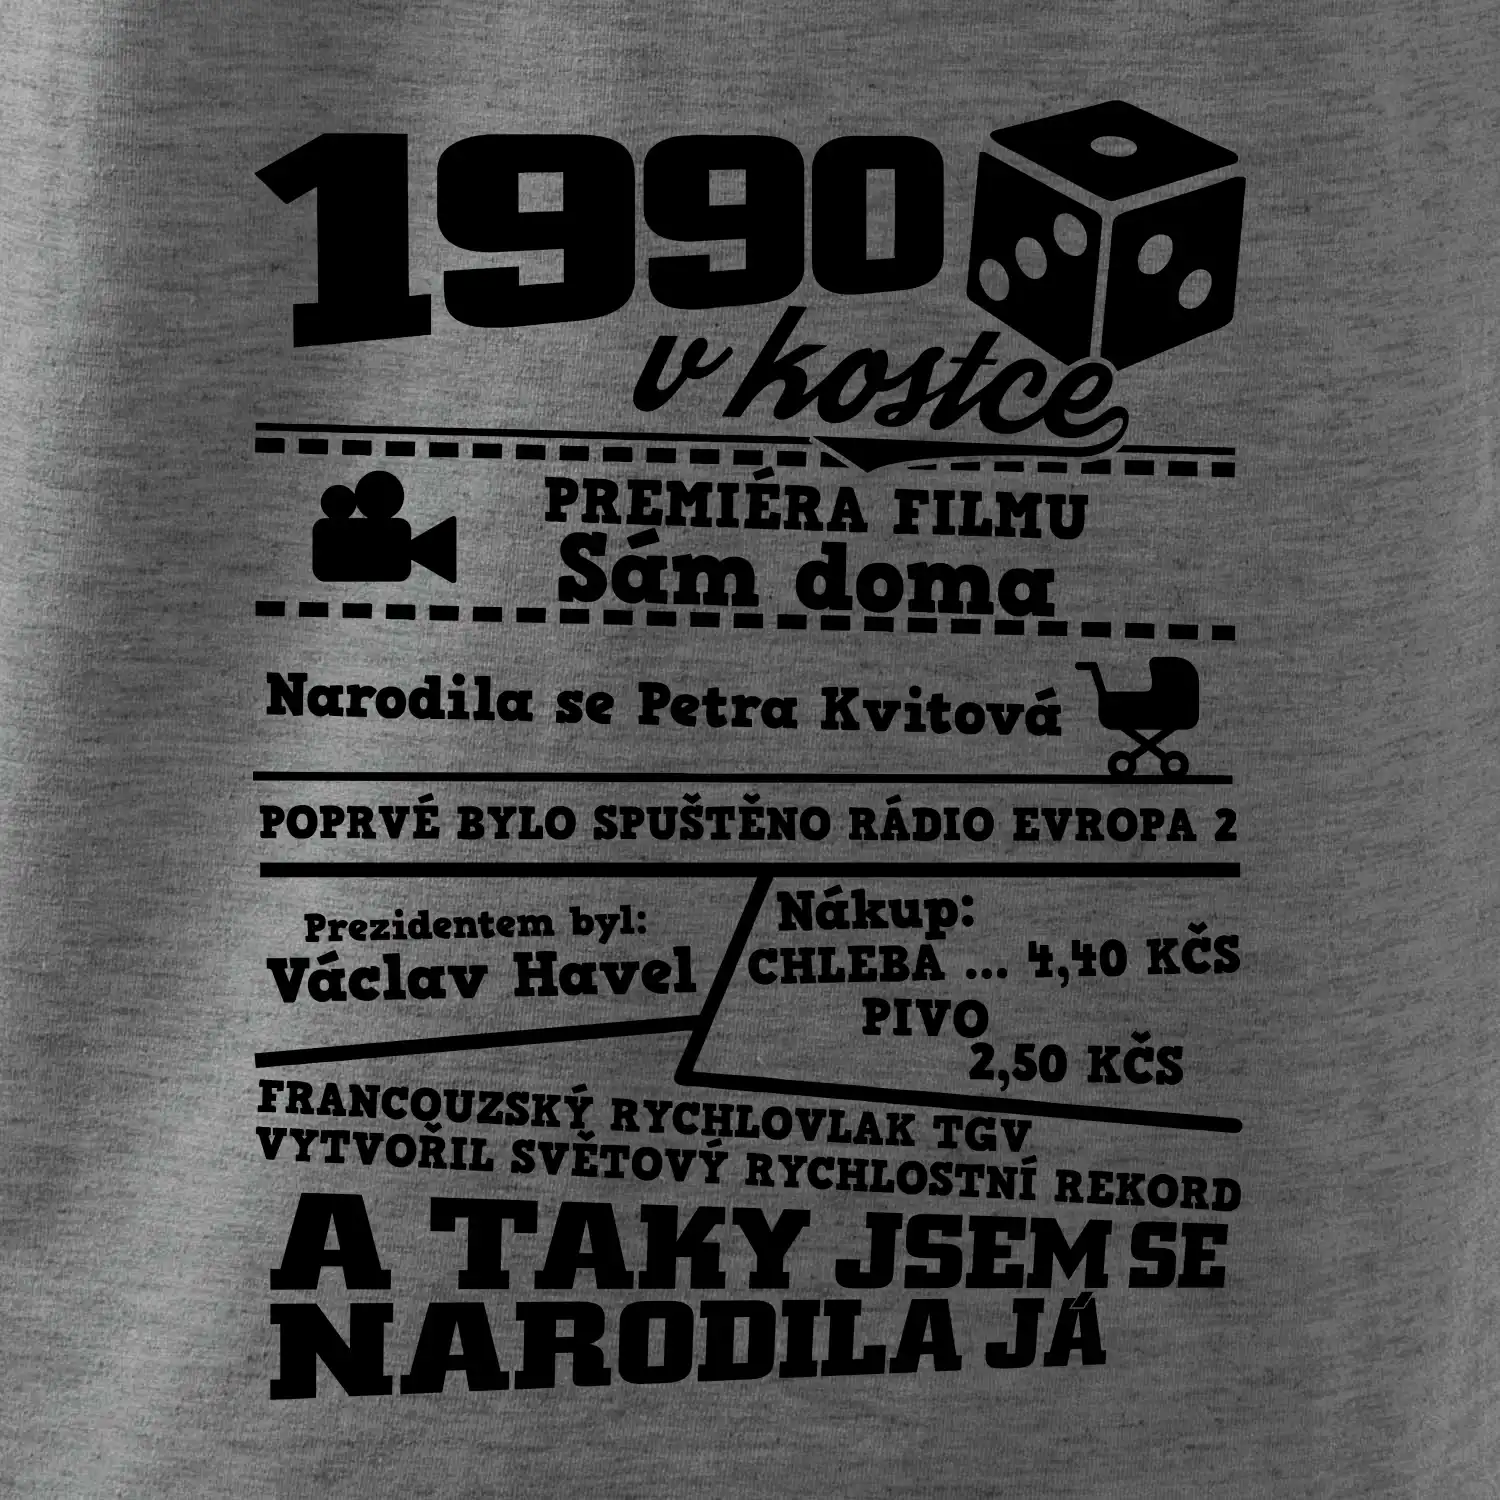 1990
v kostce
PREMIÉRA FILMU
Sám doma
Narodila se Petra Kvitová
POPRVÉ BYLO SPUŠTĚNO RÁDIO EVROPA 2
Prezidentem byl:
Václav Havel
Nákup:
CHLEBA ... 4,40 KČS
PIVO
2,50 KČS
FRANCOUZSKÝ RYCHLOVLAK TGV
VYTVOŘIL SVĚTOVÝ RYCHLOSTNÍ REKORD
A TAKY JSEM SE
NARODILA JÁ